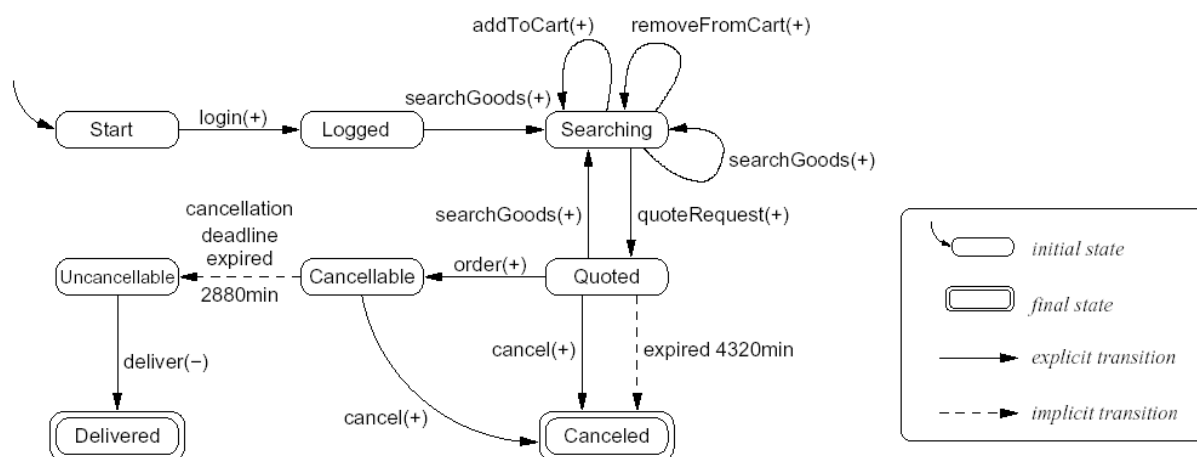 addToCart(+)
removeFromCart(+)
searchGoods(+)
login(+)
Start
Logged
Searching
searchGoods(+)
searchGoods(+)
quoteRequest(+)
cancellation
deadline
expired
2880min
Uncancellable
Cancellable
order(+)
Quoted
deliver(−)
cancel(+)
expired 4320min
cancel(+)
Delivered
Canceled
initial state
final state
explicit transition
implicit transition